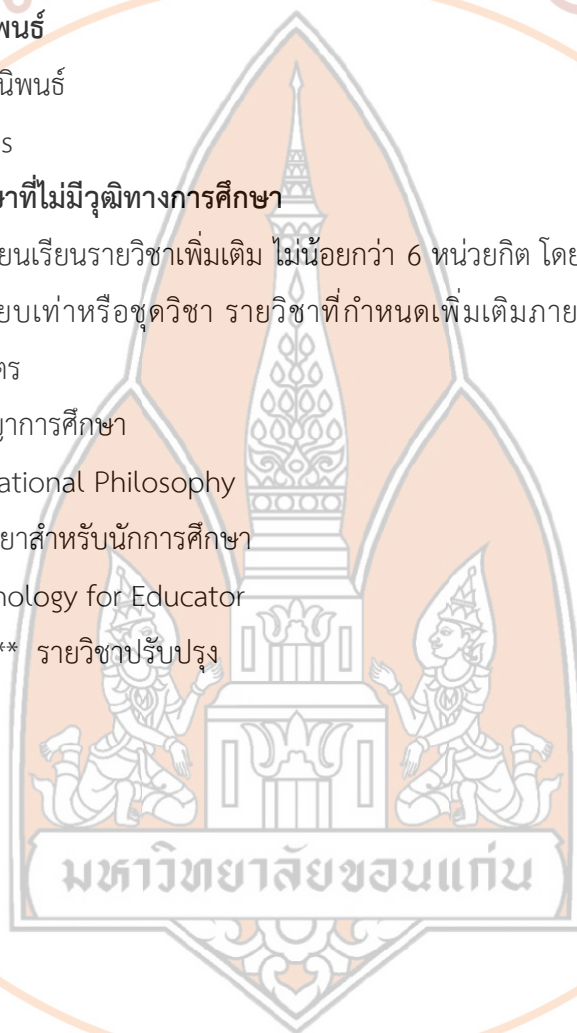 พนธ์
นิพนธ์
s
ษาที่ไม่มีวุฒิทางการศึกษา
ยนเรียนรายวิชาเพิ่มเติม ไม่น้อยกว่า 6 หน่วยกิต โดย
ยบเท่าหรือชุดวิชา รายวิชาที่กำหนดเพิ่มเติมภาย
ตร
ญาการศึกษา
ational Philosophy
ยาสำหรับนักการศึกษา
hology for Educator
** รายวิชาปรับปรุง
มหาวิทยาลัยขอนแก่น